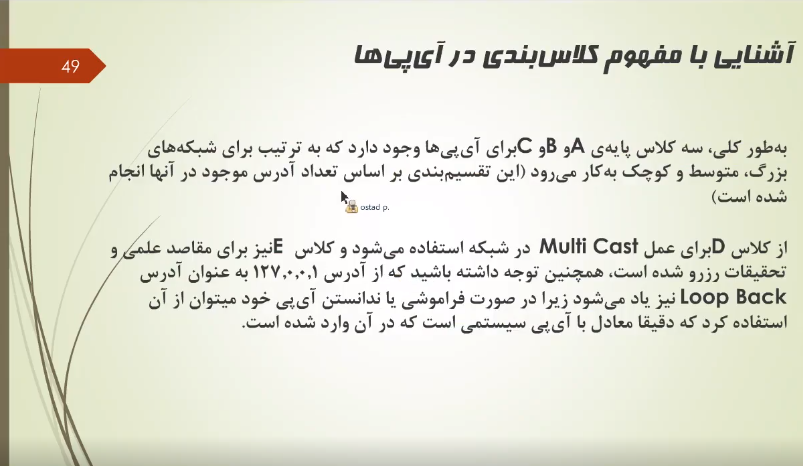 آشنایی با مفهوم کلاس‌بندی در آی‌پی‌ها
49
به‌طور کلی، سه کلاس پایه‌ی Aو Bو Cبرای آی‌پی‌ها وجود دارد که به ترتیب برای شبکه‌های
بزرگ، متوسط و کوچک به‌کار می‌رود (این تقسیم‌بندی بر اساس تعداد آدرس موجود در آنها انجام
شده است)
ostad p.
از کلاس Dبرای عمل Multi Cast در شبکه استفاده می‌شود و کلاس Eنیز برای مقاصد علمی و
تحقیقات رزرو شده است، همچنین توجه داشته باشید که از آدرس ۱۲۷,۰,۰,۱ به عنوان آدرس
Loop Back نیز یاد می‌شود زیرا در صورت فراموشی یا ندانستن آی‌پی خود میتوان از آن
استفاده کرد که دقیقا معادل با آی‌پی سیستمی است که در آن وارد شده است.